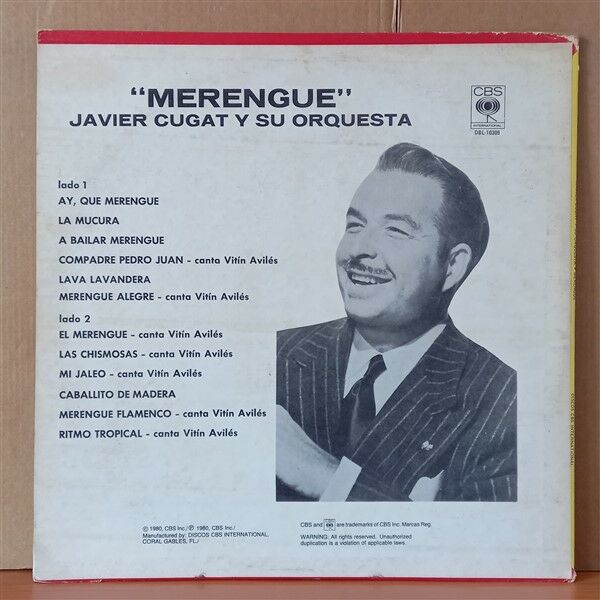 "MERENGUE"
JAVIER CUGAT Y SU ORQUESTA
CBS
INTERNATIONAL
DBL-10309
lado 1
AY, QUE MERENGUE
LA MUCURA
A BAILAR MERENGUE
COMPADRE PEDRO JUAN - canta Vitín Avilés
LAVA LAVANDERA
MERENGUE ALEGRE - canta Vitín Avilés
lado 2
EL MERENGUE - canta Vitín Avilés
LAS CHISMOSAS - canta Vitín Avilés
MI JALEO - canta Vitín Avilés
CABALLITO DE MADERA
MERENGUE FLAMENCO - canta Vitín Avilés
RITMO TROPICAL - canta Vitín Avilés
© 1980, CBS Inc./℗ 1980, CBS Inc./
Manufactured by: DISCOS CBS INTERNATIONAL,
CORAL GABLES, FL./
CBS and are trademarks of CBS Inc. Marcas Reg.
WARNING: All rights reserved. Unauthorized
duplication is a violation of applicable laws.